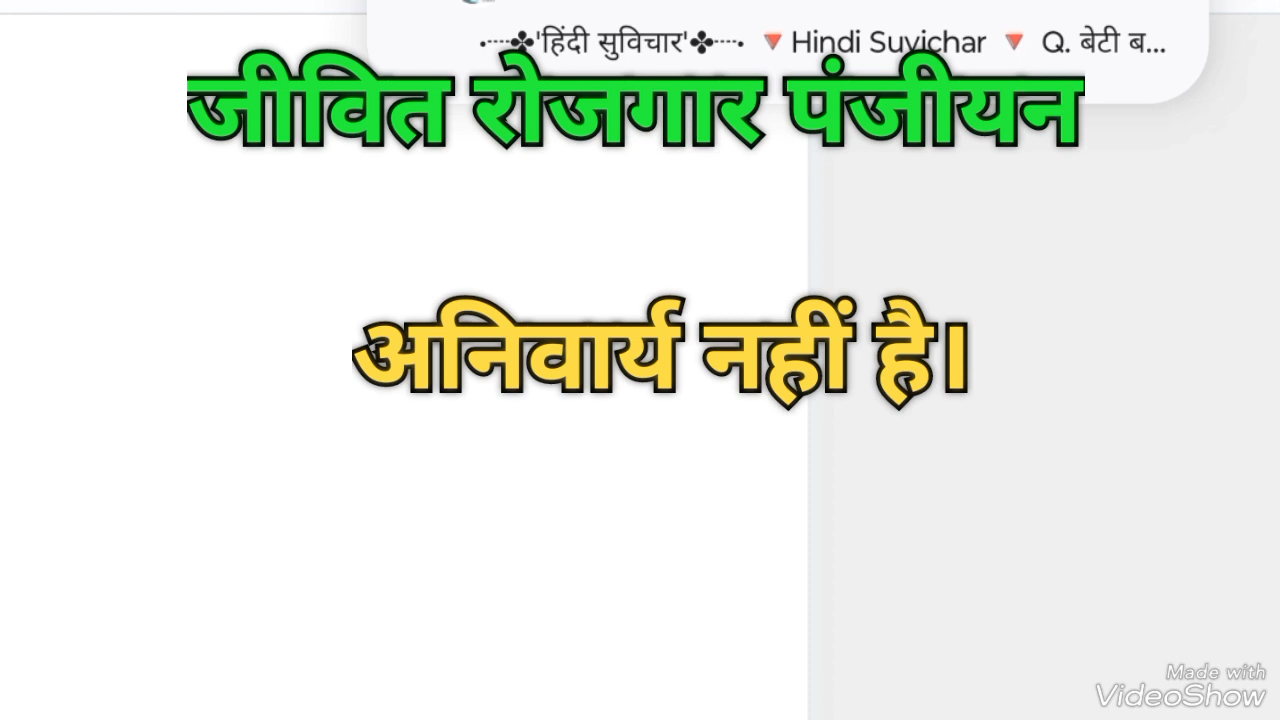 •┈┈✤'हिंदी सुविचार'✤┈┈• 🔻 Hindi Suvichar 🔻 Q. बेटी ब...
जीवित रोजगार पंजीयन
अनिवार्य नहीं है।
Made with
VideoShow